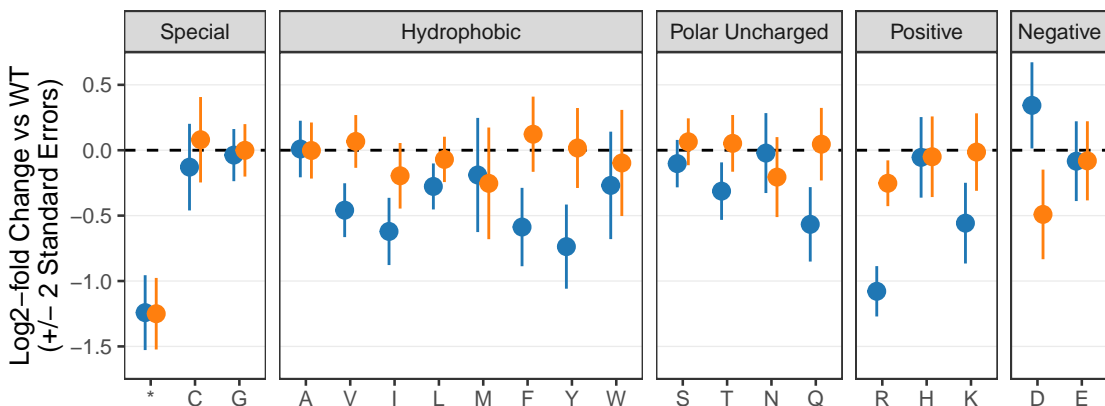 Special Hydrophobic Polar Uncharged Positive Negative
Log2−fold Change vs WT
(+/− 2 Standard Errors)
0.5
0.0
−0.5
−1.0
−1.5
* C G A V I L M F Y W S T N Q R H K D E